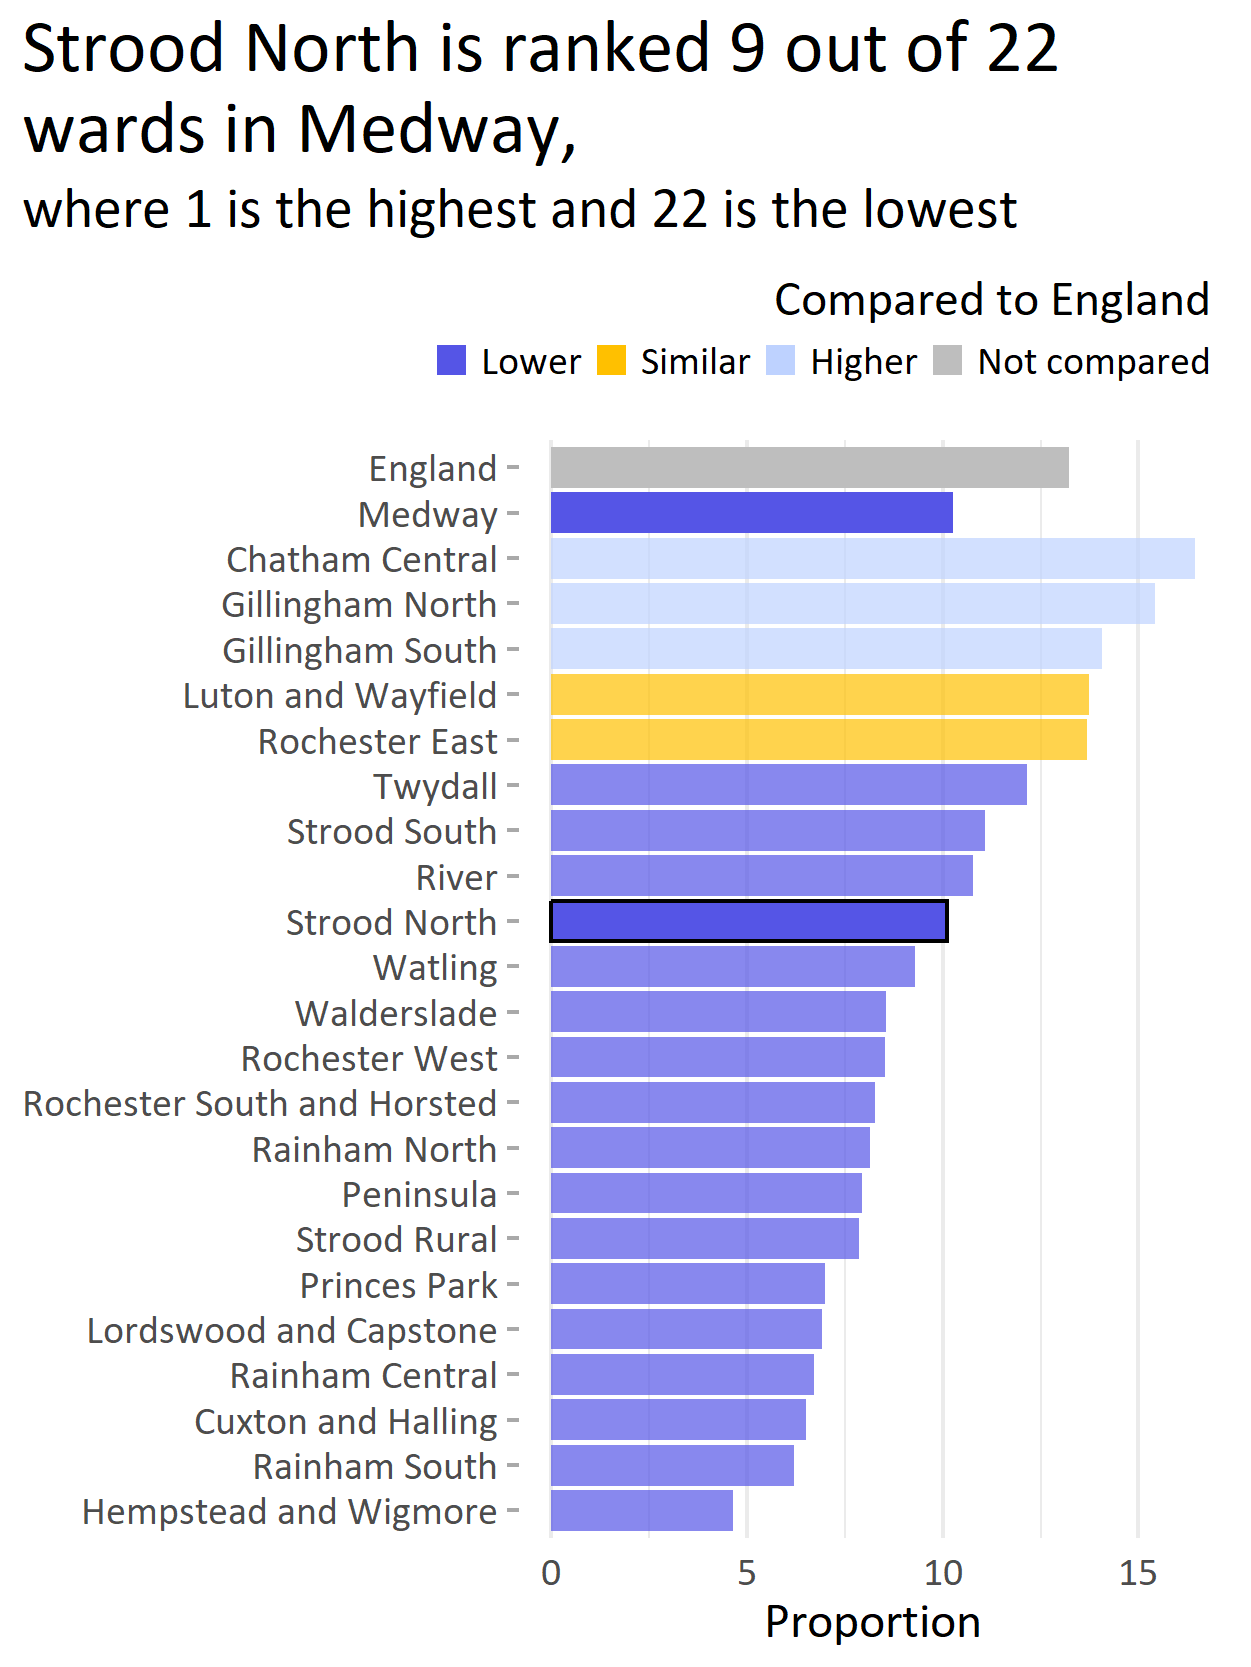 Strood North is ranked 9 out of 22
wards in Medway,
where 1 is the highest and 22 is the lowest
Compared to England
Lower Similar Higher Not compared
England
Medway
Chatham Central
Gillingham North
Gillingham South
Luton and Wayfield
Rochester East
Twydall
Strood South
River
Strood North
Watling
Walderslade
Rochester West
Rochester South and Horsted
Rainham North
Peninsula
Strood Rural
Princes Park
Lordswood and Capstone
Rainham Central
Cuxton and Halling
Rainham South
Hempstead and Wigmore
0 5 10 15
Proportion